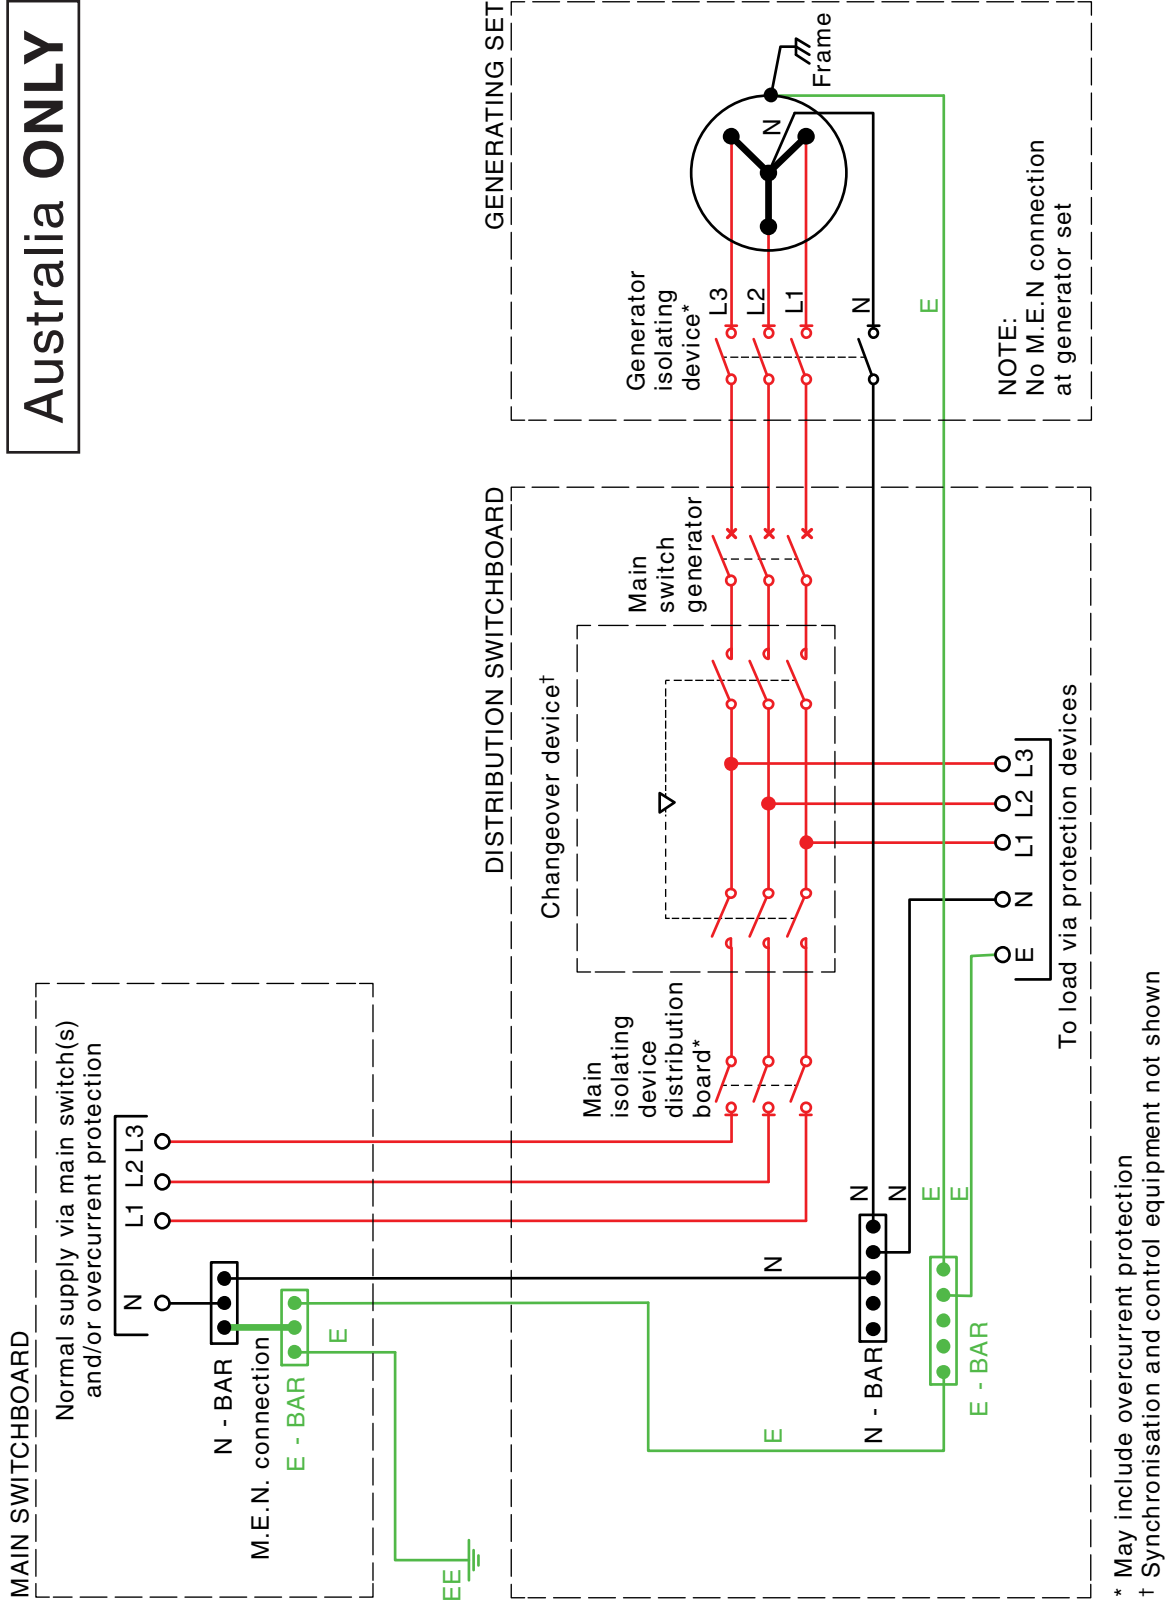 Australia ONLY
MAIN SWITCHBOARD
Normal supply via main switch(s)
and/or overcurrent protection
N
L1
L2
L3
N - BAR
M.E.N. connection
E - BAR
E
EE
DISTRIBUTION SWITCHBOARD
Main
isolating
device
distribution
board*
Changeover device†
Main
switch
generator
N
E
N - BAR
N
N
E - BAR
E
E
E
N
L1
L2
L3
To load via protection devices
GENERATING SET
Generator
isolating
device*
L3
L2
L1
N
E
N
Frame
NOTE:
No M.E.N connection
at generator set
* May include overcurrent protection
† Synchronisation and control equipment not shown